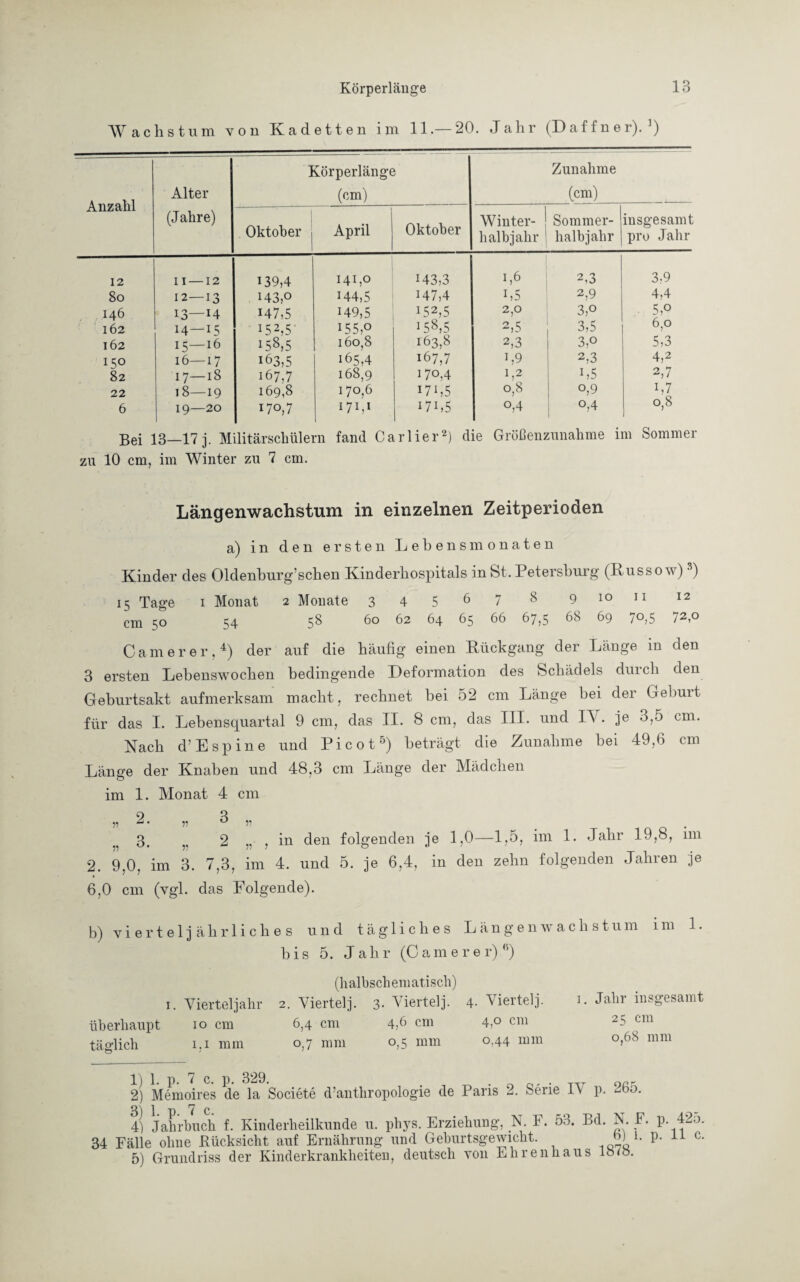 Körperlänge 13
Wachstum von Kadetten im 11.—20. Jahr (Daffner).¹)
Anzahl Alter (Jahre) Körperlänge (cm) Zunahme (cm)
Oktober April Oktober Winter-halbjahr Sommer-halbjahr insgesamt pro Jahr
12 11—12 139,4 141,0 143,3 1,6 2,3 3,9
80 12—13 143,0 144,5 147,4 1,5 2,9 4,4
146 13—14 147,5 149,5 152,5 2,0 3,0 5,0
162 14—15 152,5 155,0 158,5 2,5 3,5 6,0
162 15—16 158,5 160,8 163,8 2,3 3,0 5,3
150 16—17 163,5 165,4 167,7 1,9 2,3 4,2
82 17—18 167,7 168,9 170,4 1,2 1,5 2,7
22 18—19 169,8 170,6 171,5 0,8 0,9 1,7
6 19—20 170,7 171,1 171,5 0,4 0,4 0,8
Bei 13—17 j. Militärschülern fand Carlier²) die Größenzunahme im Sommer
zu 10 cm, im Winter zu 7 cm.
Längenwachstum in einzelnen Zeitperioden
a) in den ersten Lebensmonaten
Kinder des Oldenburg'schen Kinderhospitals in St. Petersburg (Russow)³)
15 Tage 1 Monat 2 Monate 3 4 5 6 7 8 9 10 11 12
cm 50 54 58 60 62 64 65 66 67,5 68 69 70,5 72,0
Camerer,⁴) der auf die häufig einen Rückgang der Länge in den
3 ersten Lebenswochen bedingende Deformation des Schädels durch den
Geburtsakt aufmerksam macht, rechnet bei 52 cm Länge bei der Geburt
für das I. Lebensquartal 9 cm, das II. 8 cm, das III. und IV. je 3,5 cm.
Nach d'Espine und Picot⁵) beträgt die Zunahme bei 49,6 cm
Länge der Knaben und 48,3 cm Länge der Mädchen
im 1. Monat 4 cm
„ 2. „ 3 „
„ 3. „ 2 „ , in den folgenden je 1,0—1,5, im 1. Jahr 19,8, im
2. 9,0, im 3. 7,3, im 4. und 5. je 6,4, in den zehn folgenden Jahren je
6,0 cm (vgl. das Folgende).
b) vierteljährliches und tägliches Längenwachstum im 1.
bis 5. Jahr (Camerer)⁶)
(halbschematisch)
1. Vierteljahr 2. Viertelj. 3. Viertelj. 4. Viertelj. 1. Jahr insgesamt
überhaupt 10 cm 6,4 cm 4,6 cm 4,0 cm 25 cm
täglich 1,1 mm 0,7 mm 0,5 mm 0,44 mm 0,68 mm
1) l. p. 7 c. p. 329.
2) Memoires de la Societé d'anthropologie de Paris 2. Serie IV p. 265.
3) l. p. 7 c.
4) Jahrbuch f. Kinderheilkunde u. phys. Erziehung, N. F. 53. Bd. N. F. p. 425.
34 Fälle ohne Rücksicht auf Ernährung und Geburtsgewicht. 6) i. p. 11 c.
5) Grundriss der Kinderkrankheiten, deutsch von Ehrenhaus 1878.